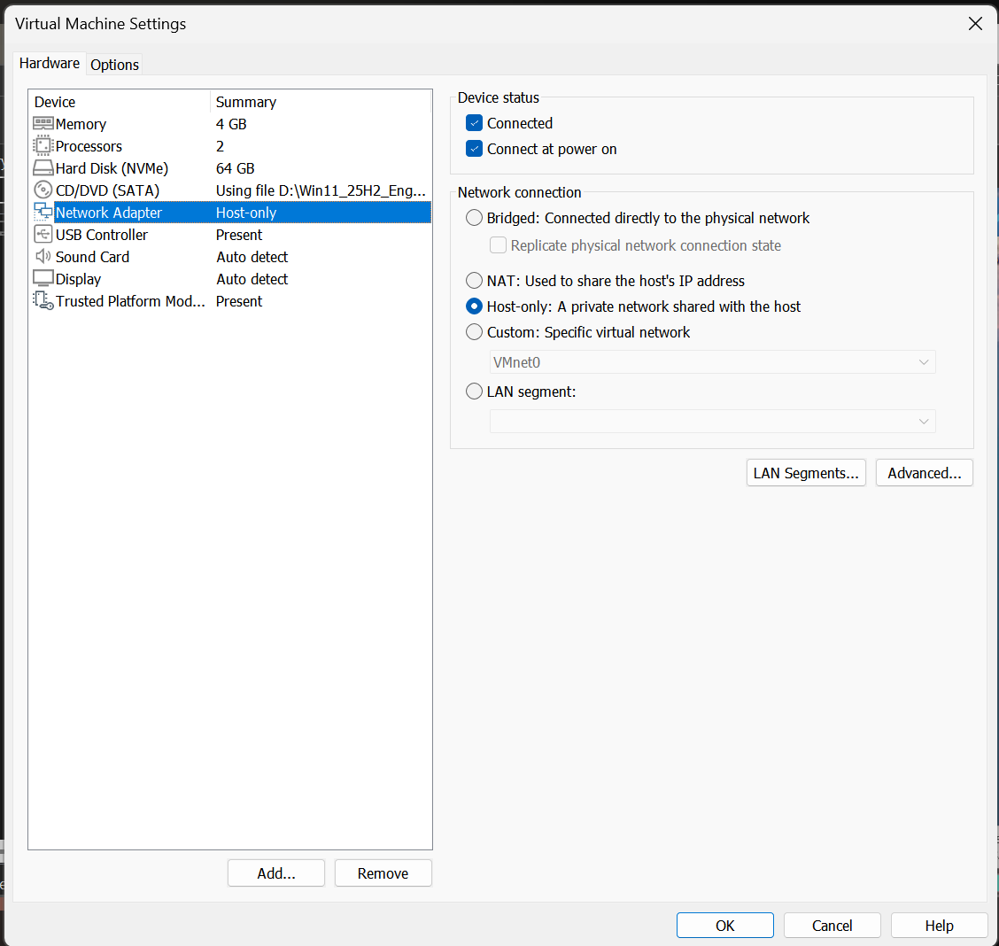 Virtual Machine Settings
Hardware Options
Device Summary
Memory 4 GB
Processors 2
Hard Disk (NVMe) 64 GB
CD/DVD (SATA) Using file D:\Win11_25H2_Eng...
Network Adapter Host-only
USB Controller Present
Sound Card Auto detect
Display Auto detect
Trusted Platform Mod... Present
Add... Remove
Device status
Connected
Connect at power on
Network connection
Bridged: Connected directly to the physical network
Replicate physical network connection state
NAT: Used to share the host's IP address
Host-only: A private network shared with the host
Custom: Specific virtual network
VMnet0
LAN segment:
LAN Segments... Advanced...
OK Cancel Help